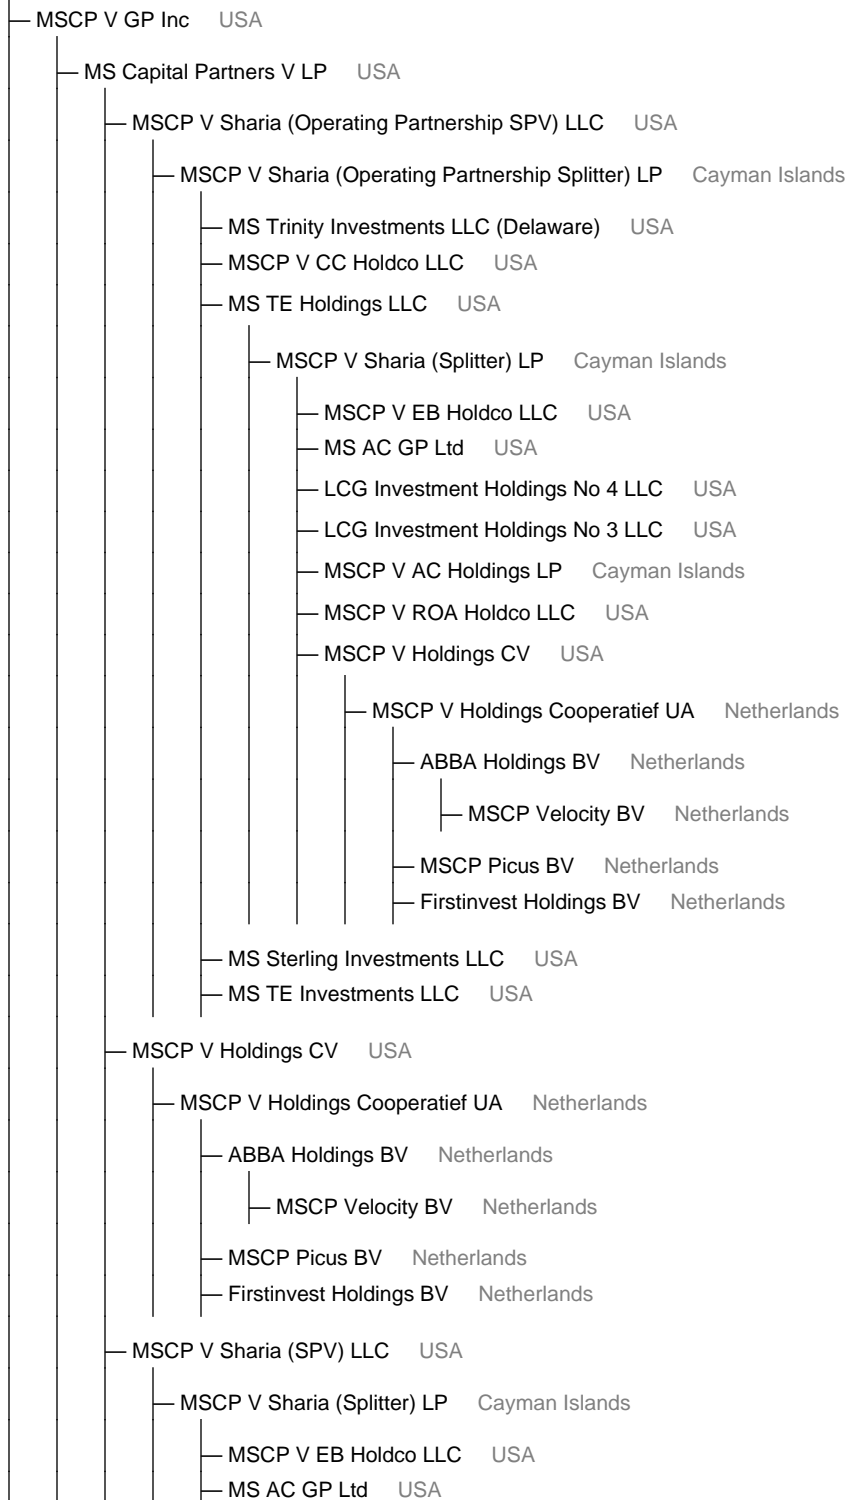 MSCP V GP Inc USA
MS Capital Partners V LP USA
MSCP V Sharia (Operating Partnership SPV) LLC USA
MSCP V Sharia (Operating Partnership Splitter) LP Cayman Islands
MS Trinity Investments LLC (Delaware) USA
MSCP V CC Holdco LLC USA
MS TE Holdings LLC USA
MSCP V Sharia (Splitter) LP Cayman Islands
MSCP V EB Holdco LLC USA
MS AC GP Ltd USA
LCG Investment Holdings No 4 LLC USA
LCG Investment Holdings No 3 LLC USA
MSCP V AC Holdings LP Cayman Islands
MSCP V ROA Holdco LLC USA
MSCP V Holdings CV USA
MSCP V Holdings Cooperatief UA Netherlands
ABBA Holdings BV Netherlands
MSCP Velocity BV Netherlands
MSCP Picus BV Netherlands
Firstinvest Holdings BV Netherlands
MS Sterling Investments LLC USA
MS TE Investments LLC USA
MSCP V Holdings CV USA
MSCP V Holdings Cooperatief UA Netherlands
ABBA Holdings BV Netherlands
MSCP Velocity BV Netherlands
MSCP Picus BV Netherlands
Firstinvest Holdings BV Netherlands
MSCP V Sharia (SPV) LLC USA
MSCP V Sharia (Splitter) LP Cayman Islands
MSCP V EB Holdco LLC USA
MS AC GP Ltd USA